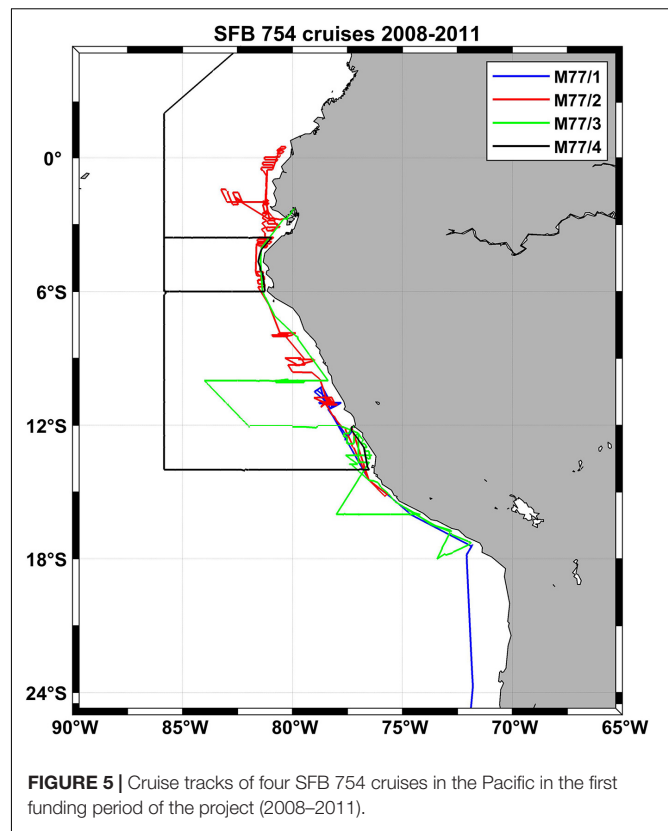 SFB 754 cruises 2008-2011
M77/1
M77/2
M77/3
M77/4
0°
6°S
12°S
18°S
24°S
90°W 85°W 80°W 75°W 70°W 65°W
FIGURE 5 | Cruise tracks of four SFB 754 cruises in the Pacific in the first
funding period of the project (2008–2011).